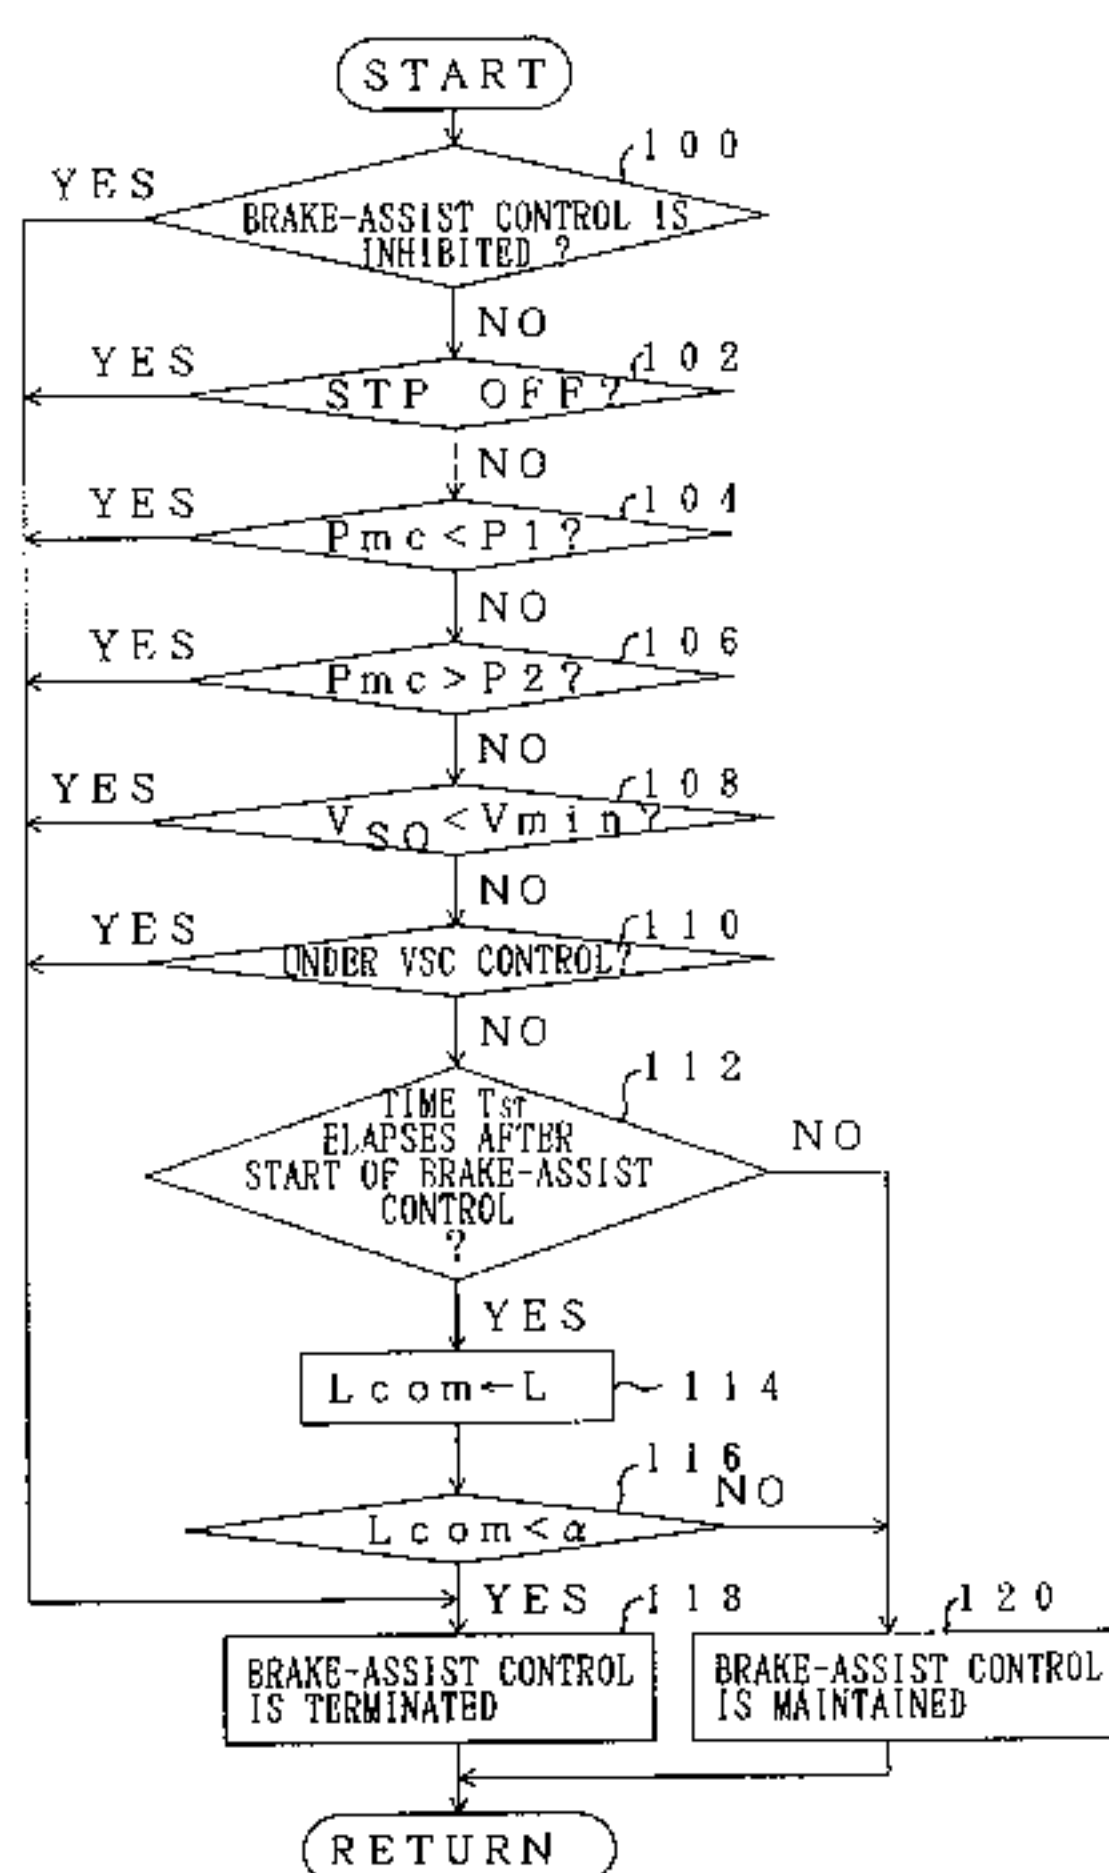 START
100
YES
BRAKE-ASSIST CONTROL IS
INHIBITED ?
NO
102
YES
STP OFF?
NO
104
YES
Pmc<P1?
NO
106
YES
Pmc>P2?
NO
108
YES
VSO<Vmin?
NO
110
YES
UNDER VSC CONTROL?
NO
112
TIME TST
ELAPSES AFTER
START OF BRAKE-ASSIST
CONTROL
?
NO
YES
Lcom←L
114
116
NO
Lcom<α
YES
118
120
BRAKE-ASSIST CONTROL
IS TERMINATED
BRAKE-ASSIST CONTROL
IS MAINTAINED
RETURN